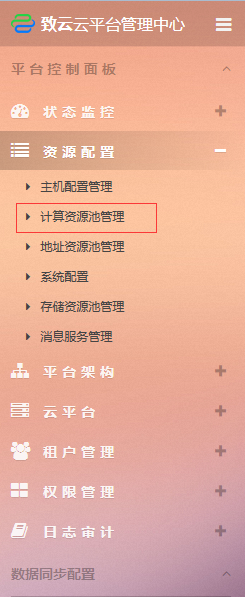 致云云平台管理中心
平台控制面板
状态监控
资源配置
主机配置管理
计算资源池管理
地址资源池管理
系统配置
存储资源池管理
消息服务管理
平台架构
云平台
租户管理
权限管理
日志审计
数据同步配置